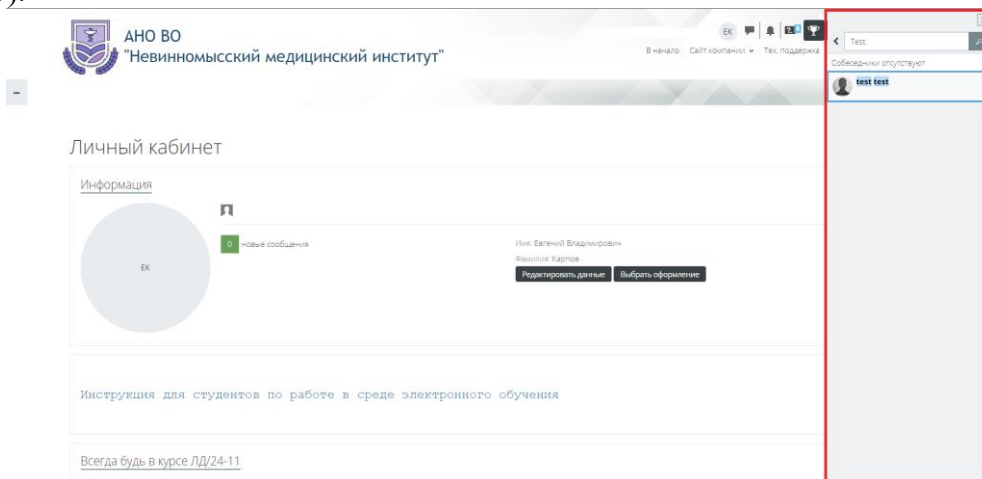 АНО ВО
"Невинномысский медицинский институт"
ЕК
В начало Сайт компании Тех. поддержка
Test
Собеседники отсутствуют
test test
Личный кабинет
Информация
ЕК
0 новые сообщения
Имя: Евгений Владимирович
Фамилия: Карпов
Редактировать данные Выбрать оформление
Инструкция для студентов по работе в среде электронного обучения
Всегда будь в курсе ЛД/24-11